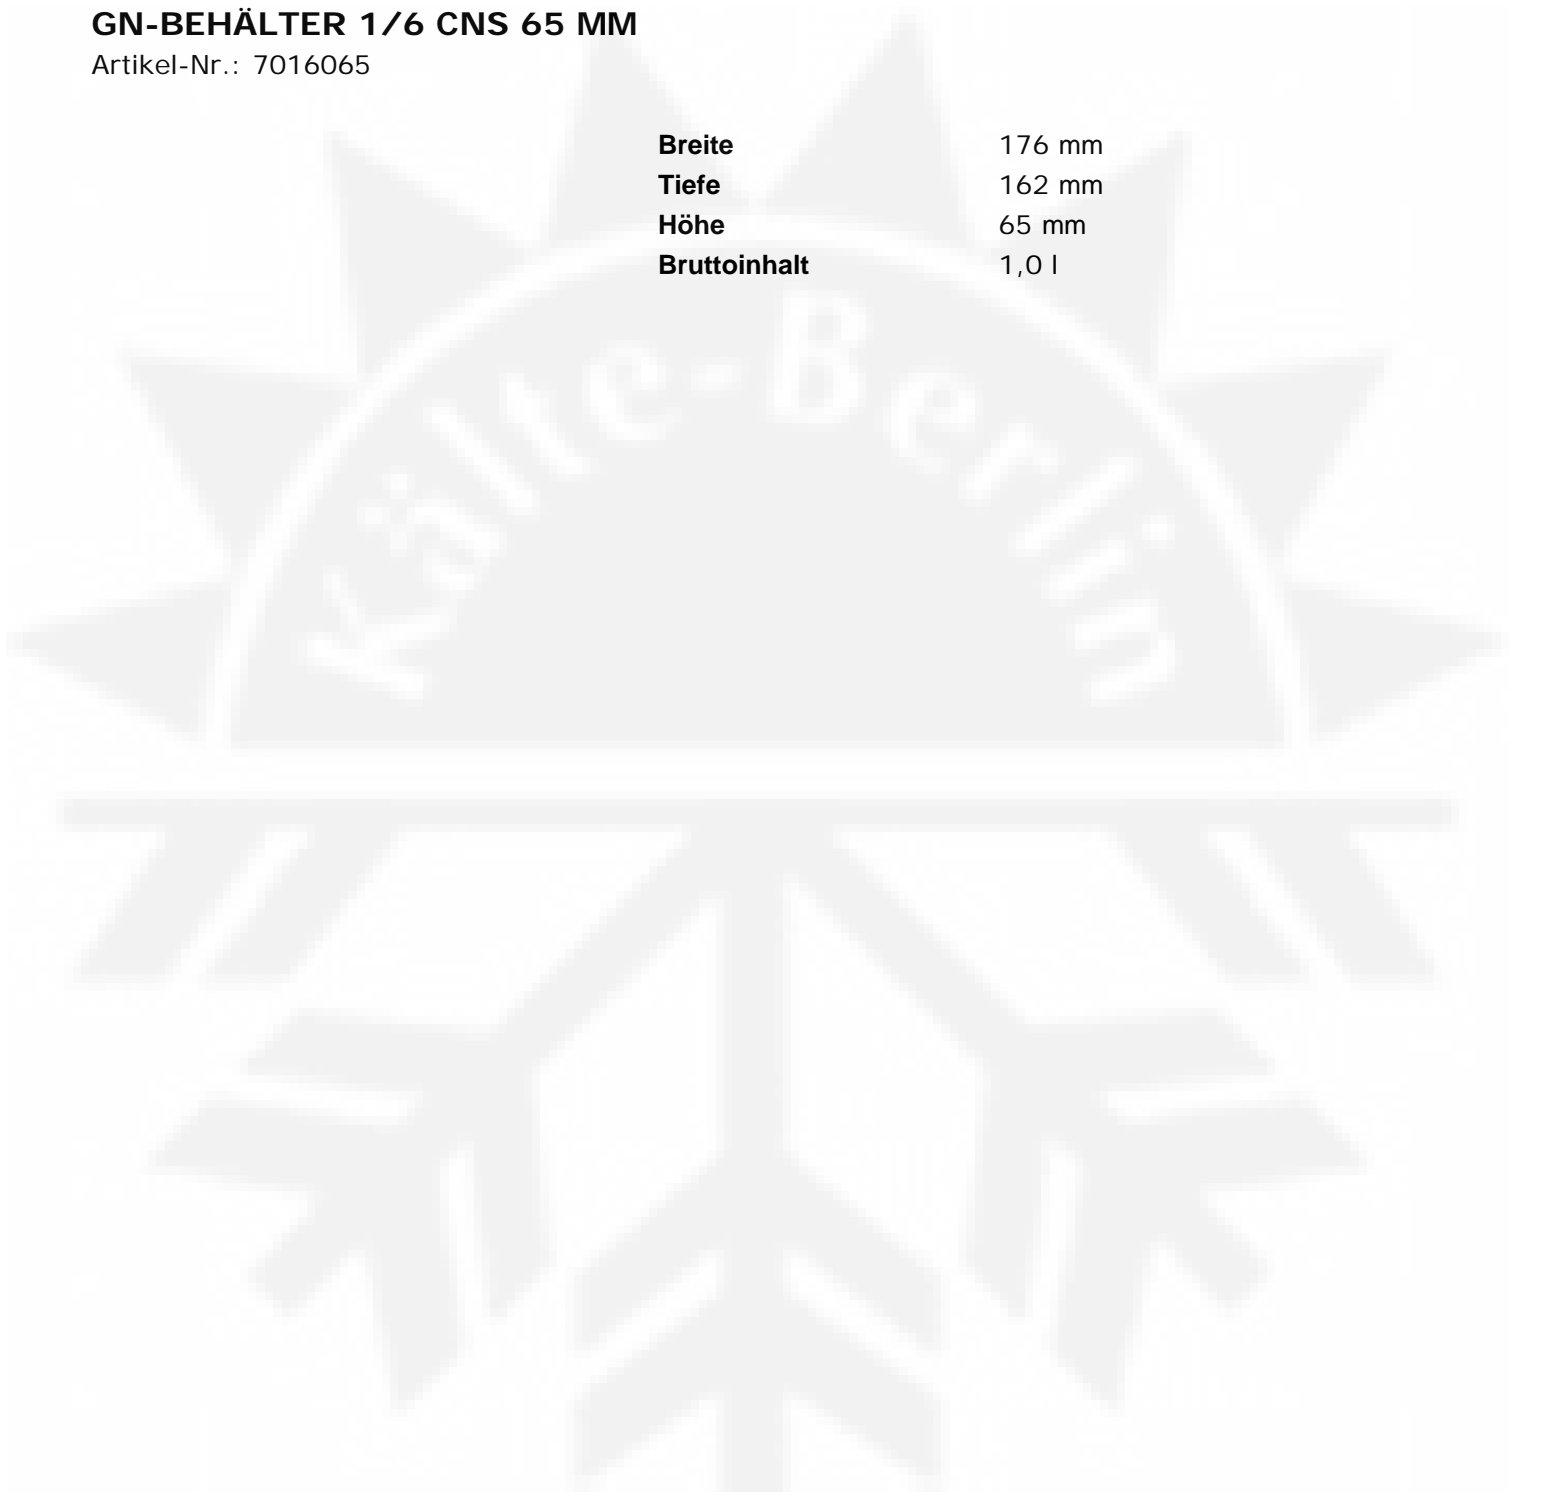 GN-BEHÄLTER 1/6 CNS 65 MM
Artikel-Nr.: 7016065
Breite 176 mm
Tiefe 162 mm
Höhe 65 mm
Bruttoinhalt 1,0 l
Kälte-Berlin